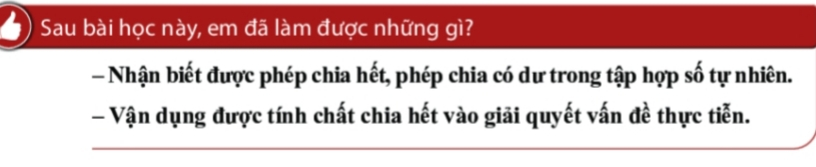 Sau bài học này, em đã làm được những gì?
– Nhận biết được phép chia hết, phép chia có dư trong tập hợp số tự nhiên.
– Vận dụng được tính chất chia hết vào giải quyết vấn đề thực tiễn.